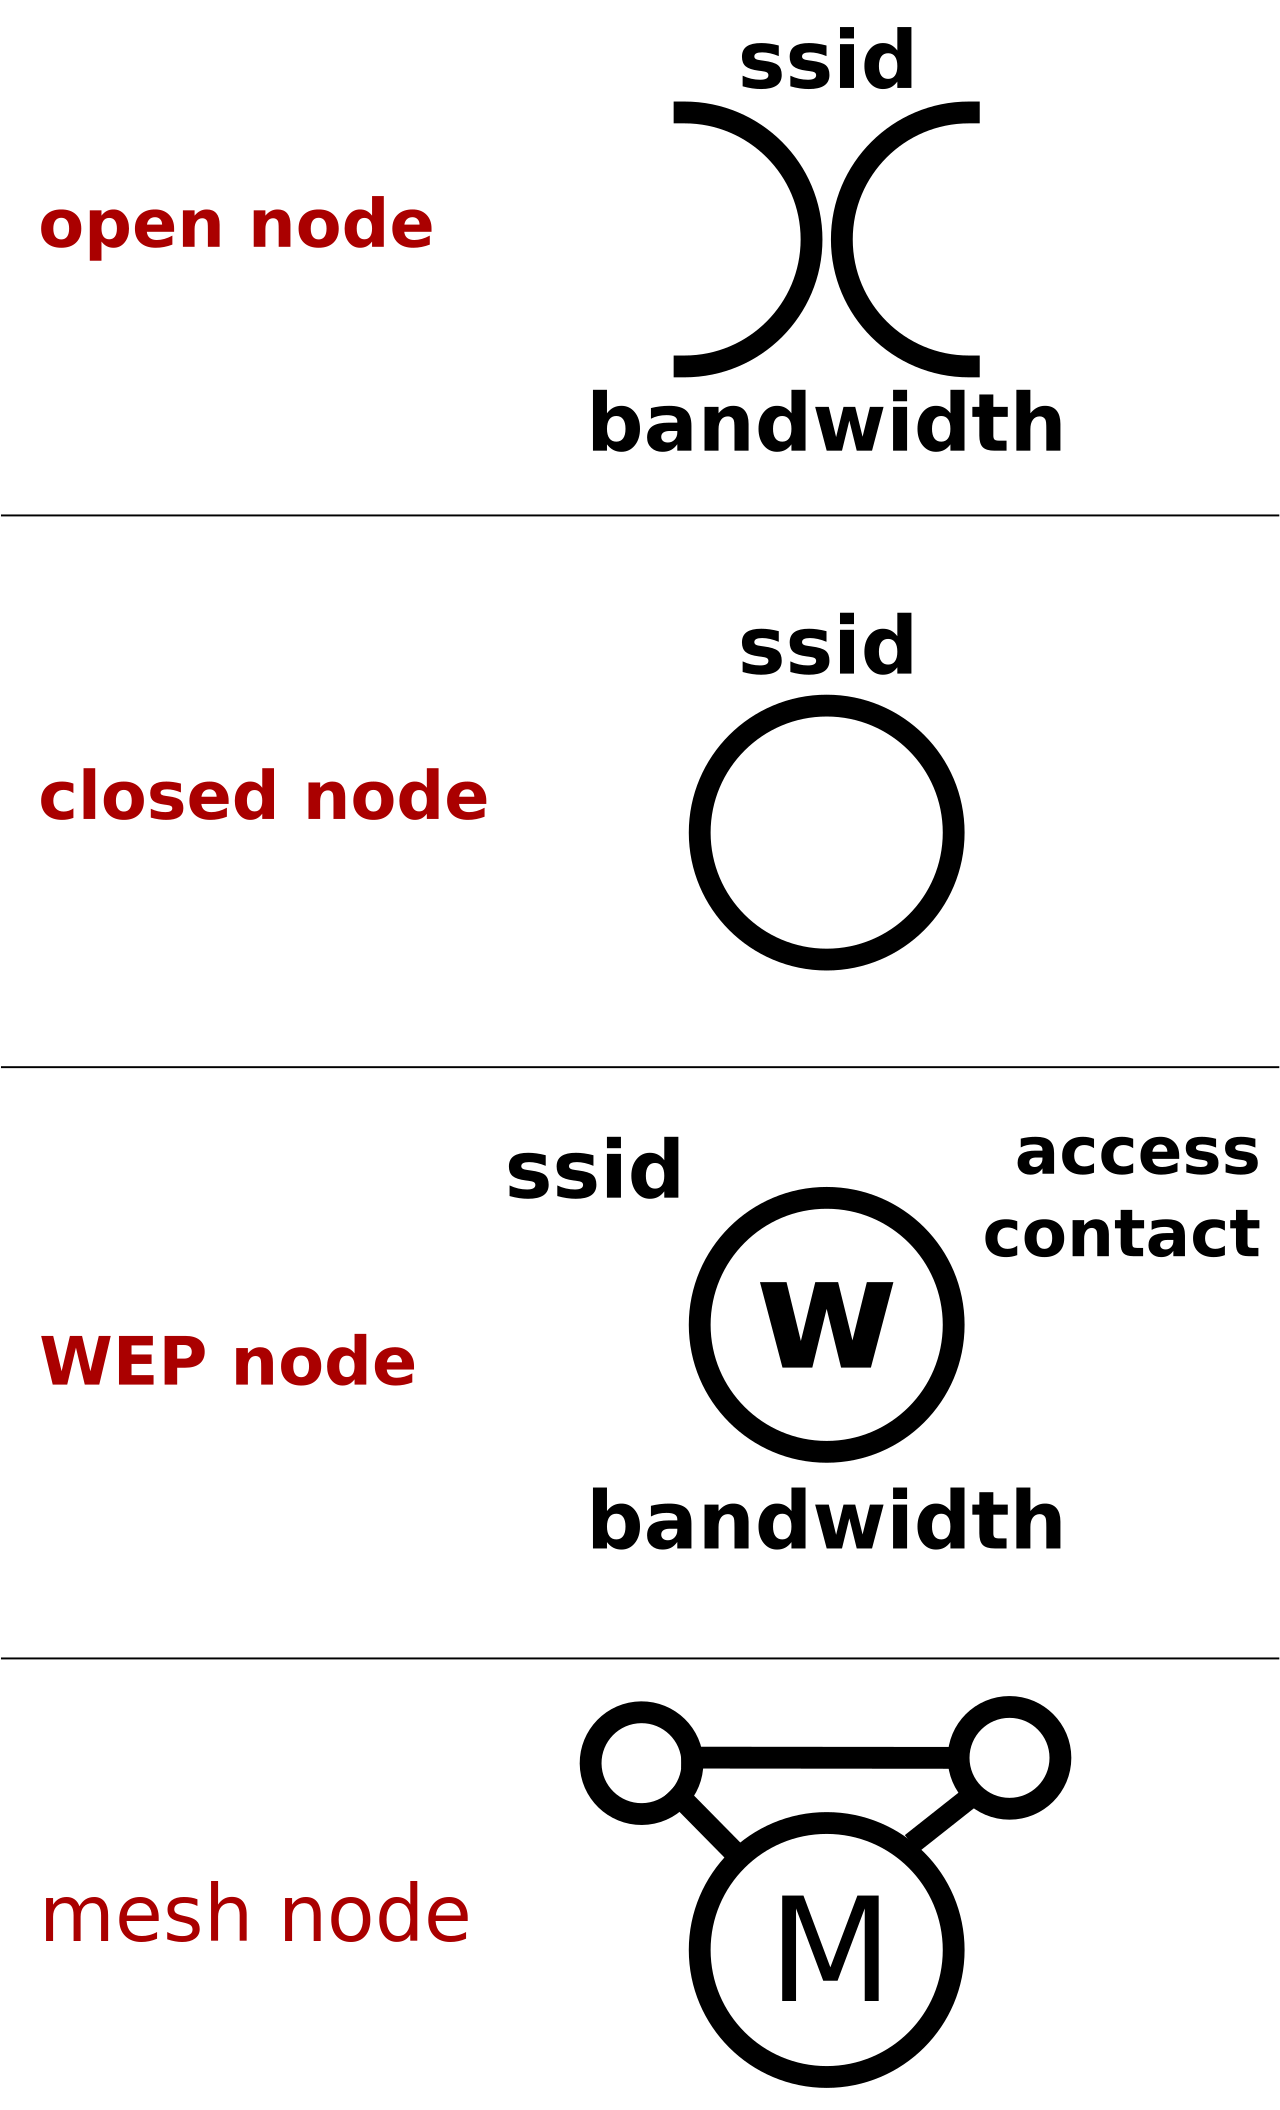 ssid
open node
bandwidth
ssid
closed node
ssid
access
contact
W
WEP node
bandwidth
mesh node
M